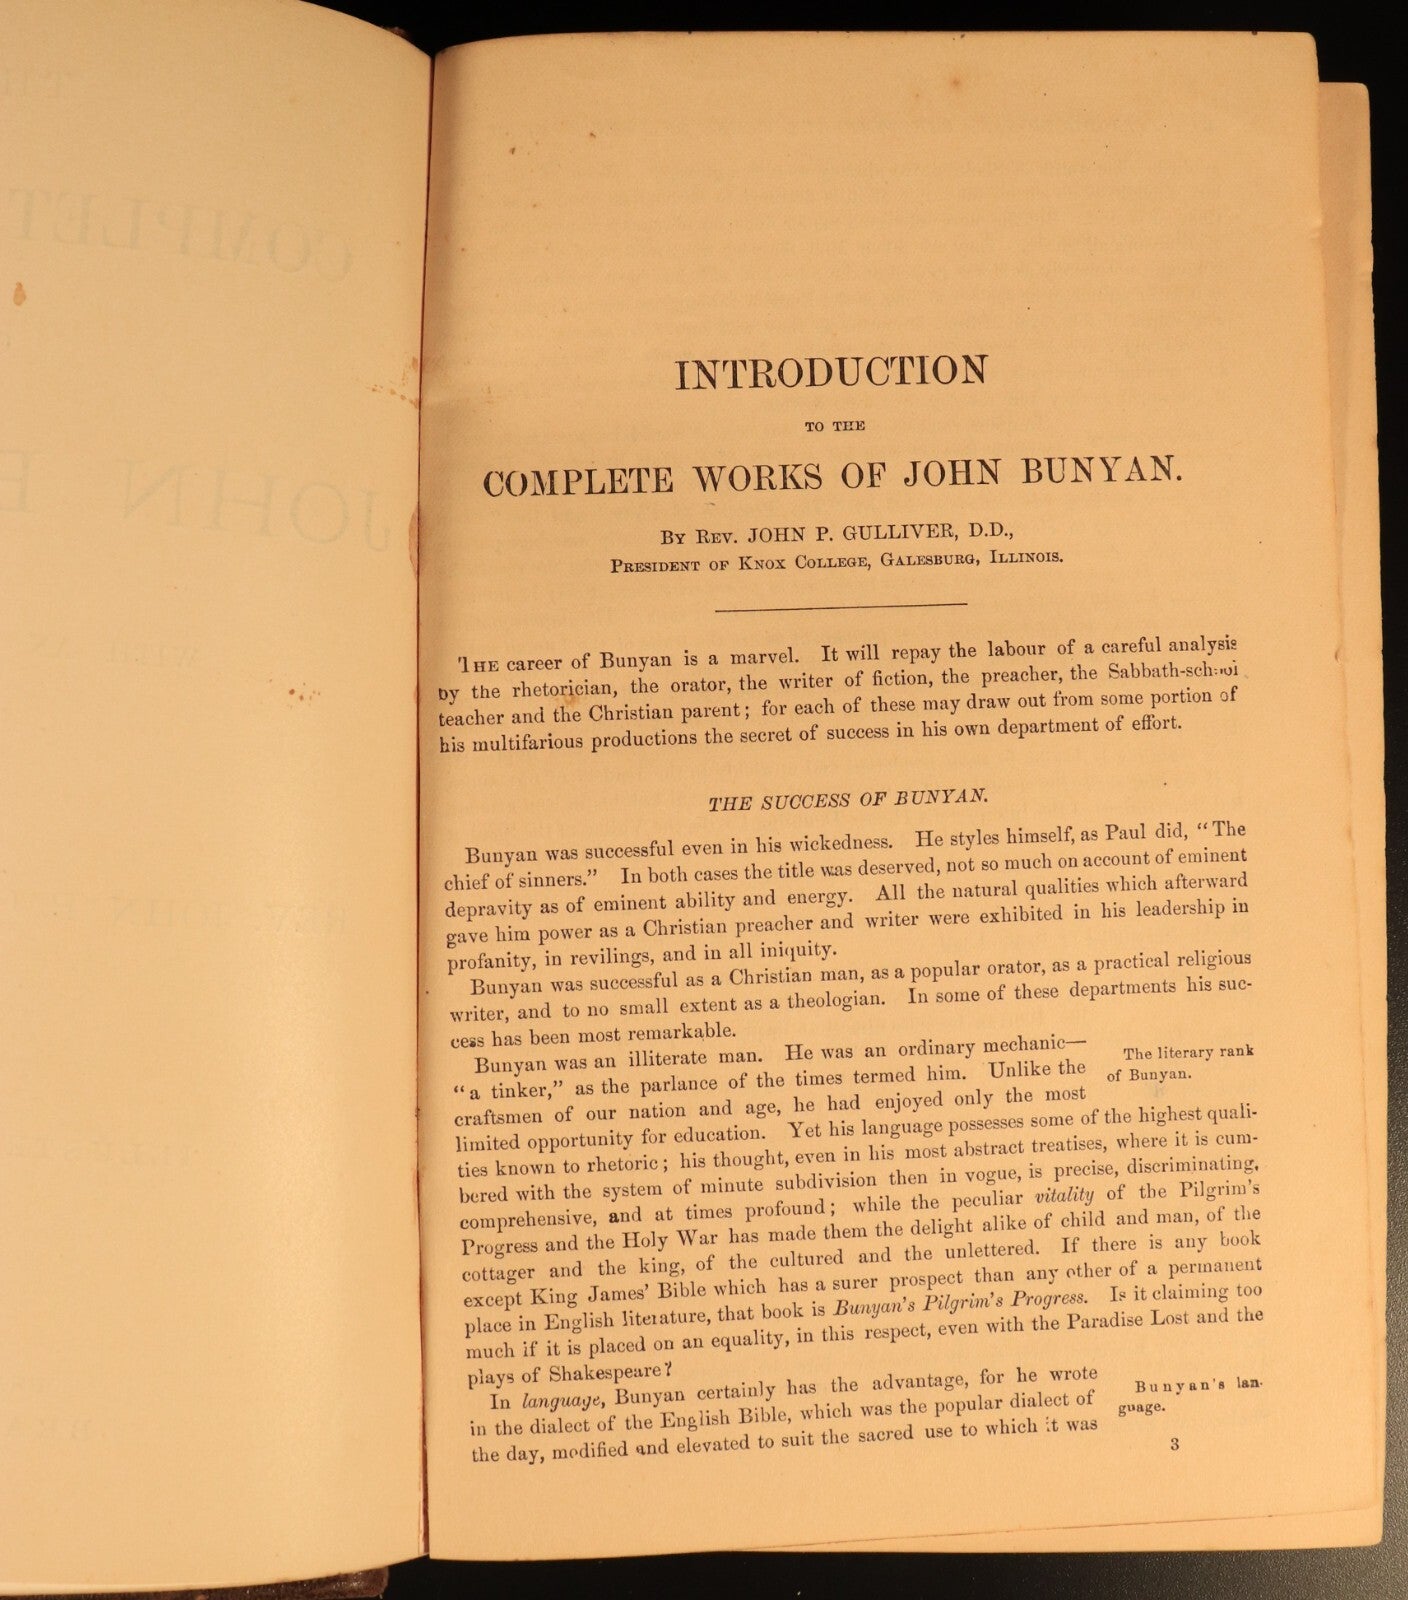 INTRODUCTION
TO THE
COMPLETE WORKS OF JOHN BUNYAN.
By Rev. JOHN P. GULLIVER, D.D.,
President of Knox College, Galesburg, Illinois.
THE career of Bunyan is a marvel. It will repay the labour of a careful analysis
by the rhetorician, the orator, the writer of fiction, the preacher, the Sabbath-school
teacher and the Christian parent; for each of these may draw out from some portion of
his multifarious productions the secret of success in his own department of effort.
THE SUCCESS OF BUNYAN.
Bunyan was successful even in his wickedness. He styles himself, as Paul did, "The
chief of sinners." In both cases the title was deserved, not so much on account of eminent
depravity as of eminent ability and energy. All the natural qualities which afterward
gave him power as a Christian preacher and writer were exhibited in his leadership in
profanity, in revilings, and in all iniquity.
Bunyan was successful as a Christian man, as a popular orator, as a practical religious
writer, and to no small extent as a theologian. In some of these departments his suc-
cess has been most remarkable.
Bunyan was an illiterate man. He was an ordinary mechanic—
"a tinker," as the parlance of the times termed him. Unlike the
craftsmen of our nation and age, he had enjoyed only the most
The literary rank
of Bunyan.
limited opportunity for education. Yet his language possesses some of the highest quali-
ties known to rhetoric; his thought, even in his most abstract treatises, where it is cum-
bered with the system of minute subdivision then in vogue, is precise, discriminating,
comprehensive, and at times profound; while the peculiar vitality of the Pilgrim's
Progress and the Holy War has made them the delight alike of child and man, of the
cottager and the king, of the cultured and the unlettered. If there is any book
except King James' Bible which has a surer prospect than any other of a permanent
place in English literature, that book is Bunyan's Pilgrim's Progress. Is it claiming too
much if it is placed on an equality, in this respect, even with the Paradise Lost and the
plays of Shakespeare?
In language, Bunyan certainly has the advantage, for he wrote
in the dialect of the English Bible, which was the popular dialect of
the day, modified and elevated to suit the sacred use to which it was
Bunyan's lan-
guage.
3